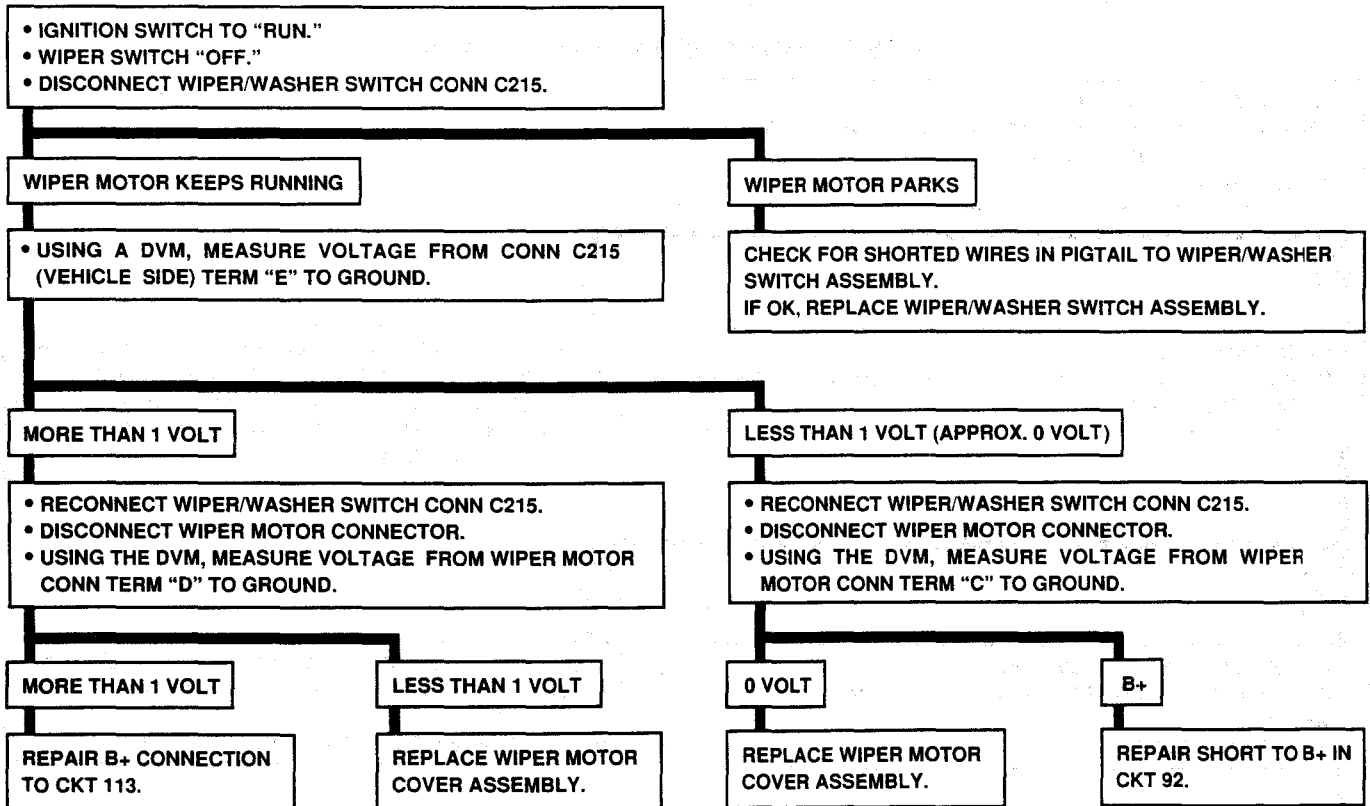 • IGNITION SWITCH TO “RUN.”
• WIPER SWITCH “OFF.”
• DISCONNECT WIPER/WASHER SWITCH CONN C215.
WIPER MOTOR KEEPS RUNNING
WIPER MOTOR PARKS
• USING A DVM, MEASURE VOLTAGE FROM CONN C215
(VEHICLE SIDE) TERM “E” TO GROUND.
CHECK FOR SHORTED WIRES IN PIGTAIL TO WIPER/WASHER
SWITCH ASSEMBLY.
IF OK, REPLACE WIPER/WASHER SWITCH ASSEMBLY.
MORE THAN 1 VOLT
LESS THAN 1 VOLT (APPROX. 0 VOLT)
• RECONNECT WIPER/WASHER SWITCH CONN C215.
• DISCONNECT WIPER MOTOR CONNECTOR.
• USING THE DVM, MEASURE VOLTAGE FROM WIPER MOTOR
CONN TERM “D” TO GROUND.
• RECONNECT WIPER/WASHER SWITCH CONN C215.
• DISCONNECT WIPER MOTOR CONNECTOR.
• USING THE DVM, MEASURE VOLTAGE FROM WIPER
MOTOR CONN TERM “C” TO GROUND.
MORE THAN 1 VOLT
LESS THAN 1 VOLT
0 VOLT
B+
REPAIR B+ CONNECTION
TO CKT 113.
REPLACE WIPER MOTOR
COVER ASSEMBLY.
REPLACE WIPER MOTOR
COVER ASSEMBLY.
REPAIR SHORT TO B+ IN
CKT 92.